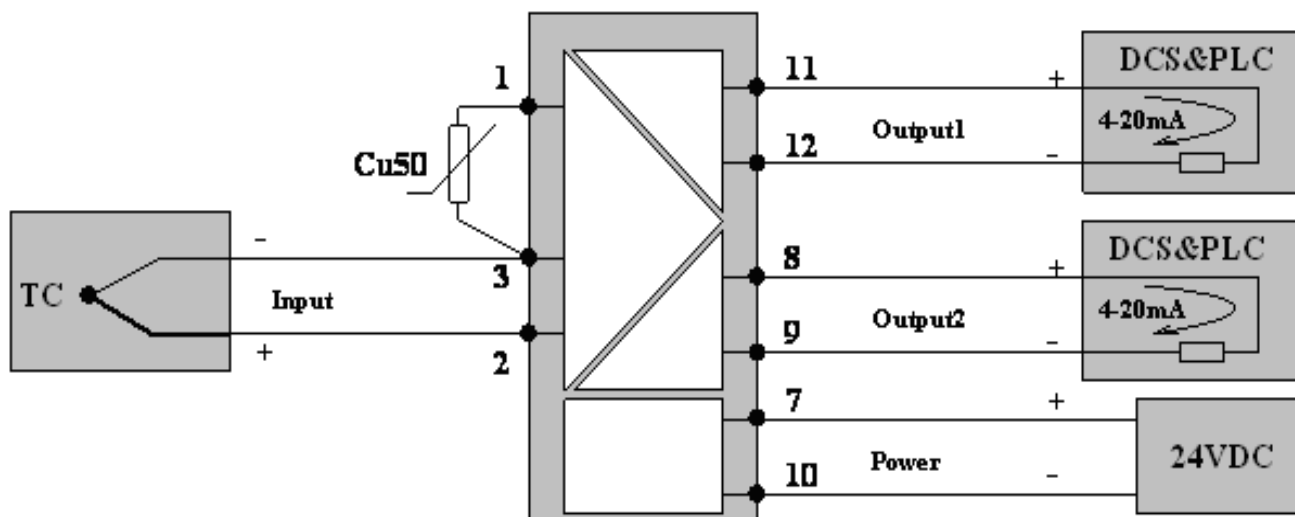 1
Cu50
3
2
TC
-
Input
+
11
12
Output1
+
-
DCS&PLC
4-20mA
8
9
Output2
+
-
DCS&PLC
4-20mA
7
10
Power
+
-
24VDC